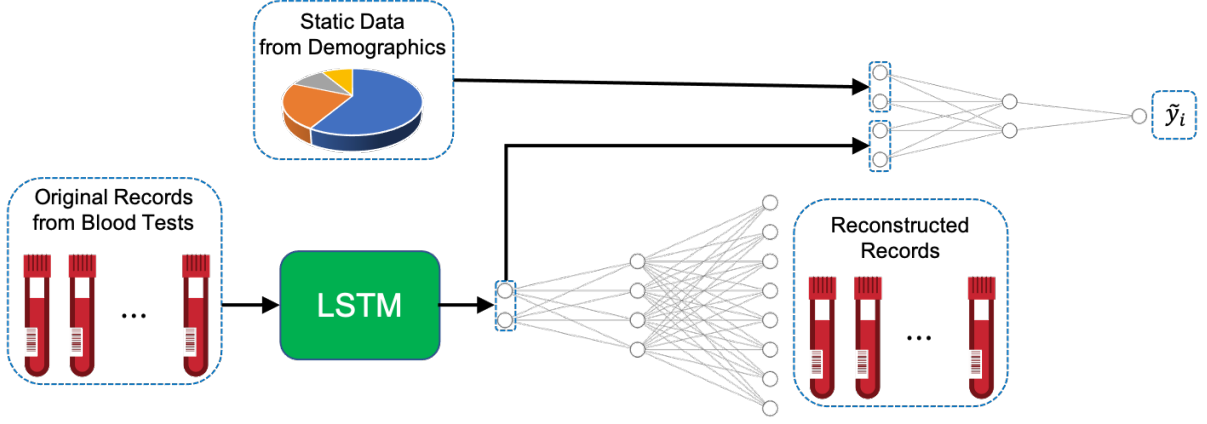 Static Data
from Demographics
ỹᵢ
Original Records
from Blood Tests
...
LSTM
Reconstructed
Records
...